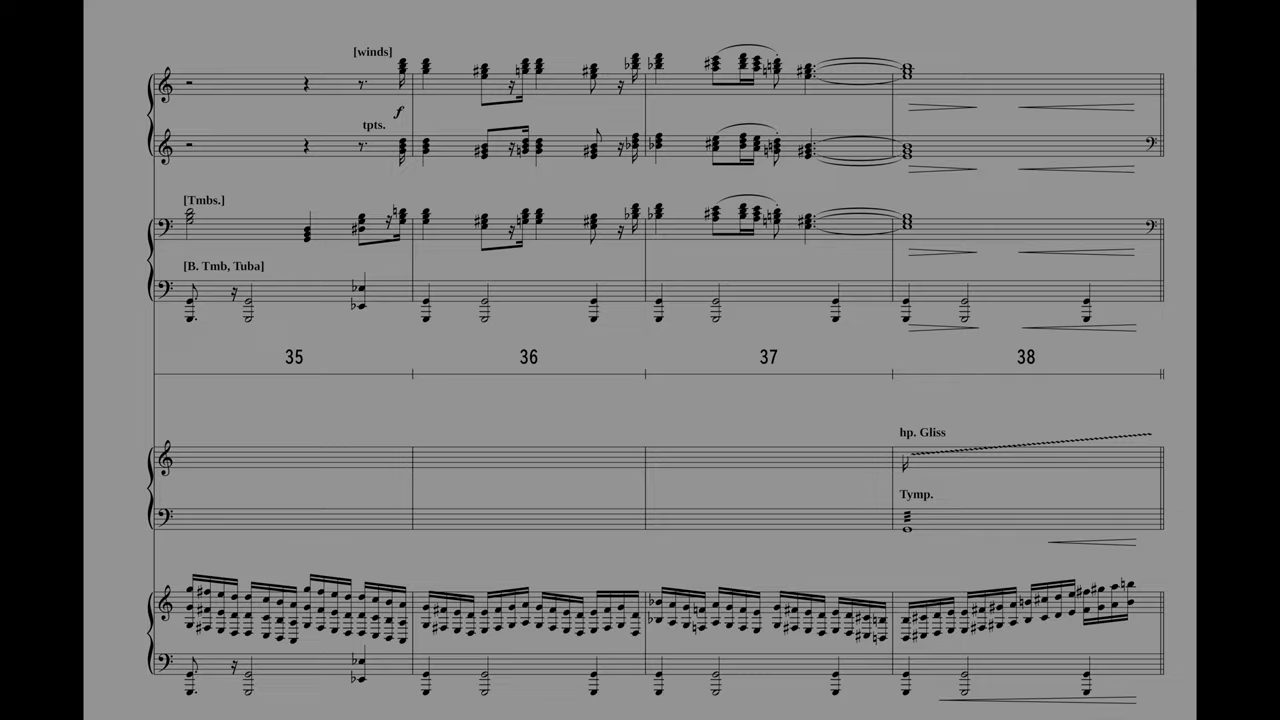 [winds]
f
tpts.
[Tmbs.]
[B. Tmb, Tuba]
35 36 37 38
hp. Gliss
Tymp.